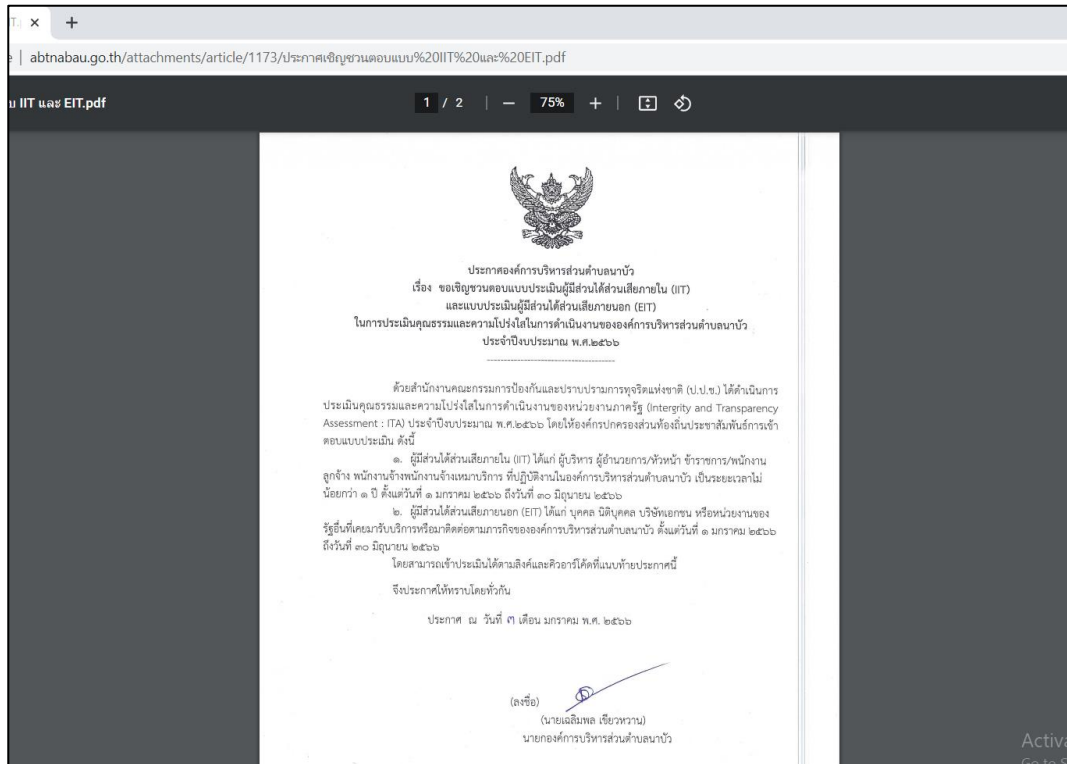 T. × +
| abtnabau.go.th/attachments/article/1173/ประกาศเชิญชวนตอบแบบ%20IIT%20และ%20EIT.pdf
บ IIT และ EIT.pdf 1 / 2 | − 75% + |
ประกาศองค์การบริหารส่วนตำบลนาบัว
เรื่อง ขอเชิญชวนตอบแบบประเมินผู้มีส่วนได้ส่วนเสียภายใน (IIT)
และแบบประเมินผู้มีส่วนได้ส่วนเสียภายนอก (EIT)
ในการประเมินคุณธรรมและความโปร่งใสในการดำเนินงานขององค์การบริหารส่วนตำบลนาบัว
ประจำปีงบประมาณ พ.ศ.๒๕๖๖
ด้วยสำนักงานคณะกรรมการป้องกันและปราบปรามการทุจริตแห่งชาติ (ป.ป.ช.) ได้ดำเนินการ
ประเมินคุณธรรมและความโปร่งใสในการดำเนินงานของหน่วยงานภาครัฐ (Intergrity and Transparency
Assessment : ITA) ประจำปีงบประมาณ พ.ศ.๒๕๖๖ โดยให้องค์กรปกครองส่วนท้องถิ่นประชาสัมพันธ์การเข้า
ตอบแบบประเมิน ดังนี้
๑. ผู้มีส่วนได้ส่วนเสียภายใน (IIT) ได้แก่ ผู้บริหาร ผู้อำนวยการ/หัวหน้า ข้าราชการ/พนักงาน
ลูกจ้าง พนักงานจ้างพนักงานจ้างเหมาบริการ ที่ปฏิบัติงานในองค์การบริหารส่วนตำบลนาบัว เป็นระยะเวลาไม่
น้อยกว่า ๑ ปี ตั้งแต่วันที่ ๑ มกราคม ๒๕๖๖ ถึงวันที่ ๓๐ มิถุนายน ๒๕๖๖
๒. ผู้มีส่วนได้ส่วนเสียภายนอก (EIT) ได้แก่ บุคคล นิติบุคคล บริษัทเอกชน หรือหน่วยงานของ
รัฐอื่นที่เคยมารับบริการหรือมาติดต่อตามภารกิจขององค์การบริหารส่วนตำบลนาบัว ตั้งแต่วันที่ ๑ มกราคม ๒๕๖๖
ถึงวันที่ ๓๐ มิถุนายน ๒๕๖๖
โดยสามารถเข้าประเมินได้ตามลิงค์และคิวอาร์โค้ดที่แนบท้ายประกาศนี้
จึงประกาศให้ทราบโดยทั่วกัน
ประกาศ ณ วันที่ ๓ เดือน มกราคม พ.ศ. ๒๕๖๖
(ลงชื่อ)
(นายเฉลิมพล เขียวหวาน)
นายกองค์การบริหารส่วนตำบลนาบัว
Activa